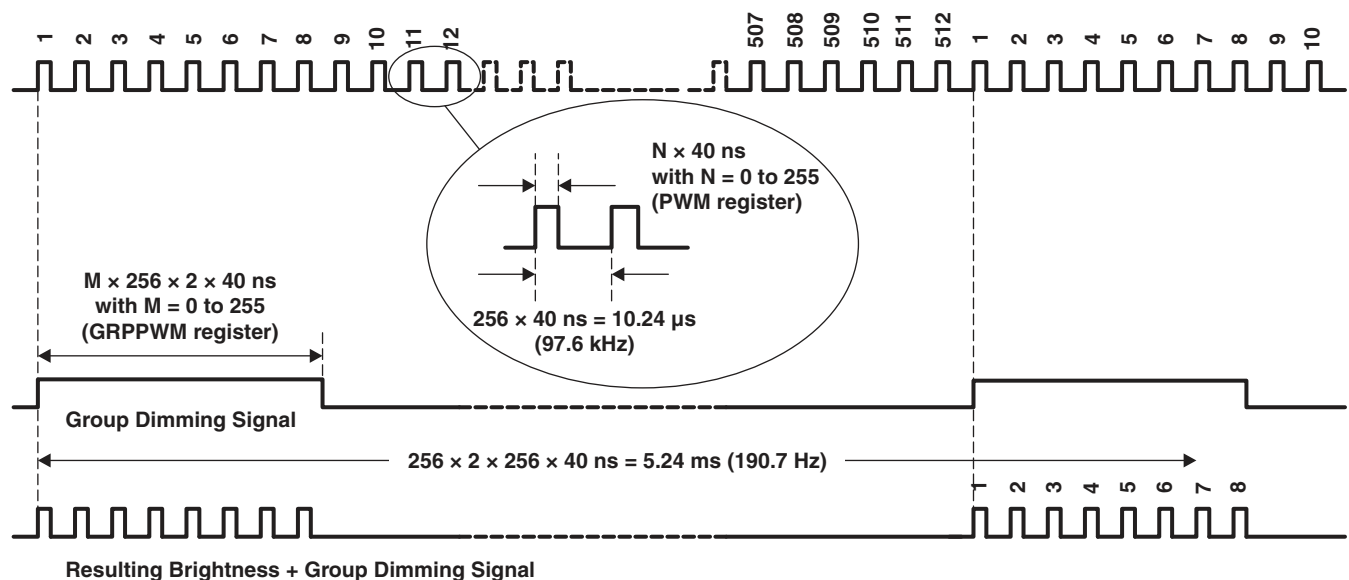 1 2 3 4 5 6 7 8 9 10 11 12 507 508 509 510 511 512 1 2 3 4 5 6 7 8 9 10
N × 40 ns
with N = 0 to 255
(PWM register)
M × 256 × 2 × 40 ns
with M = 0 to 255
(GRPPWM register)
256 × 40 ns = 10.24 µs
(97.6 kHz)
Group Dimming Signal
256 × 2 × 256 × 40 ns = 5.24 ms (190.7 Hz)
1 2 3 4 5 6 7 8
Resulting Brightness + Group Dimming Signal